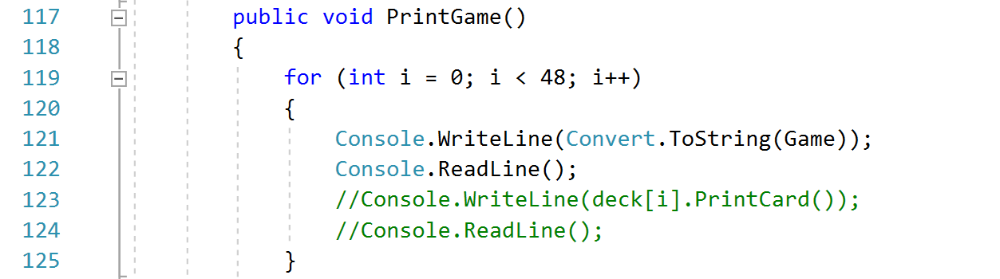 117 public void PrintGame()
118 {
119 for (int i = 0; i < 48; i++)
120 {
121 Console.WriteLine(Convert.ToString(Game));
122 Console.ReadLine();
123 //Console.WriteLine(deck[i].PrintCard());
124 //Console.ReadLine();
125 }